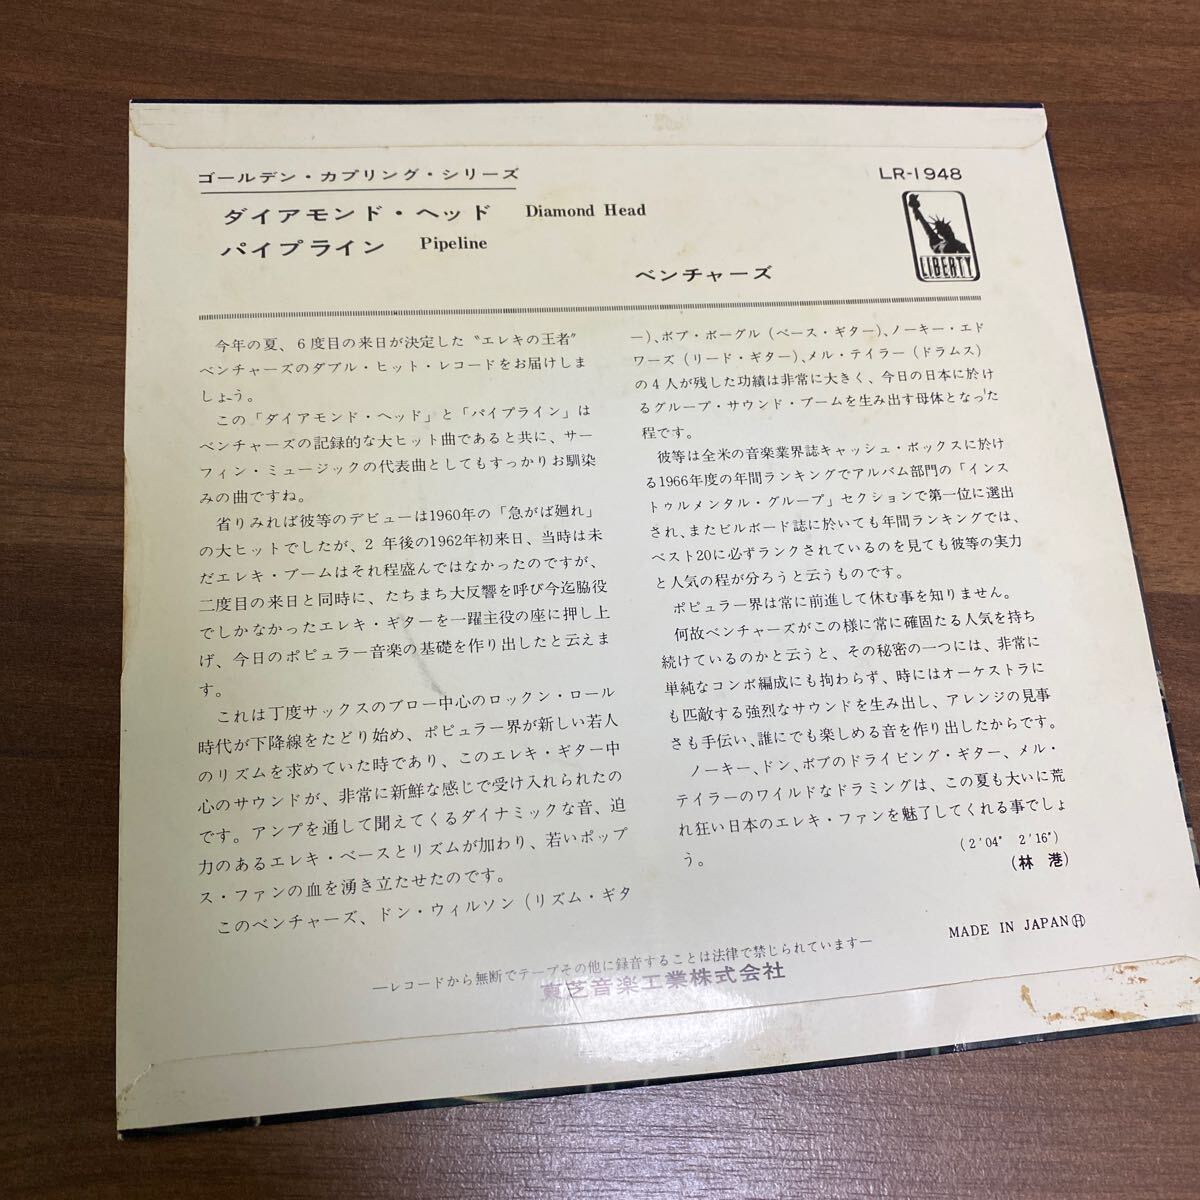 ゴールデン・カプリング・シリーズ
LR-1948
ダイアモンド・ヘッド Diamond Head
パイプライン Pipeline
LIBERTY
ベンチャーズ
今年の夏、6度目の来日が決定した〝エレキの王者〟
ベンチャーズのダブル・ヒット・レコードをお届けしま
しょう。
この「ダイアモンド・ヘッド」と「パイプライン」は
ベンチャーズの記録的な大ヒット曲であると共に、サー
フィン・ミュージックの代表曲としてもすっかりお馴染
みの曲ですね。
省りみれば彼等のデビューは1960年の「急がば廻れ」
の大ヒットでしたが、2年後の1962年初来日、当時は未
だエレキ・ブームはそれ程盛んではなかったのですが、
二度目の来日と同時に、たちまち大反響を呼び今迄脇役
でしかなかったエレキ・ギターを一躍主役の座に押し上
げ、今日のポピュラー音楽の基礎を作り出したと云えま
す。
これは丁度サックスのブロー中心のロックン・ロール
時代が下降線をたどり始め、ポピュラー界が新しい若人
のリズムを求めていた時であり、このエレキ・ギター中
心のサウンドが、非常に新鮮な感じで受け入れられたの
です。アンプを通して聞えてくるダイナミックな音、迫
力のあるエレキ・ベースとリズムが加わり、若いポップ
ス・ファンの血を湧き立たせたのです。
このベンチャーズ、ドン・ウィルソン(リズム・ギタ
ー)、ボブ・ボーグル(ベース・ギター)、ノーキー・エド
ワーズ(リード・ギター)、メル・テイラー(ドラムス)
の4人が残した功績は非常に大きく、今日の日本に於け
るグループ・サウンド・ブームを生み出す母体となった
程です。
彼等は全米の音楽業界誌キャッシュ・ボックスに於け
る1966年度の年間ランキングでアルバム部門の「インス
トゥルメンタル・グループ」セクションで第一位に選出
され、またビルボード誌に於いても年間ランキングでは、
ベスト20に必ずランクされているのを見ても彼等の実力
と人気の程が分ろうと云うものです。
ポピュラー界は常に前進して休む事を知りません。
何故ベンチャーズがこの様に常に確固たる人気を持ち
続けているのかと云うと、その秘密の一つには、非常に
単純なコンボ編成にも拘わらず、時にはオーケストラに
も匹敵する強烈なサウンドを生み出し、アレンジの見事
さも手伝い、誰にでも楽しめる音を作り出したからです。
ノーキー、ドン、ボブのドライビング・ギター、メル・
テイラーのワイルドなドラミングは、この夏も大いに荒
れ狂い日本のエレキ・ファンを魅了してくれる事でしょ
う。
(2'04" 2'16")
(林 港)
MADE IN JAPAN Ⓗ
―レコードから無断でテープその他に録音することは法律で禁じられています―
東芝音楽工業株式会社